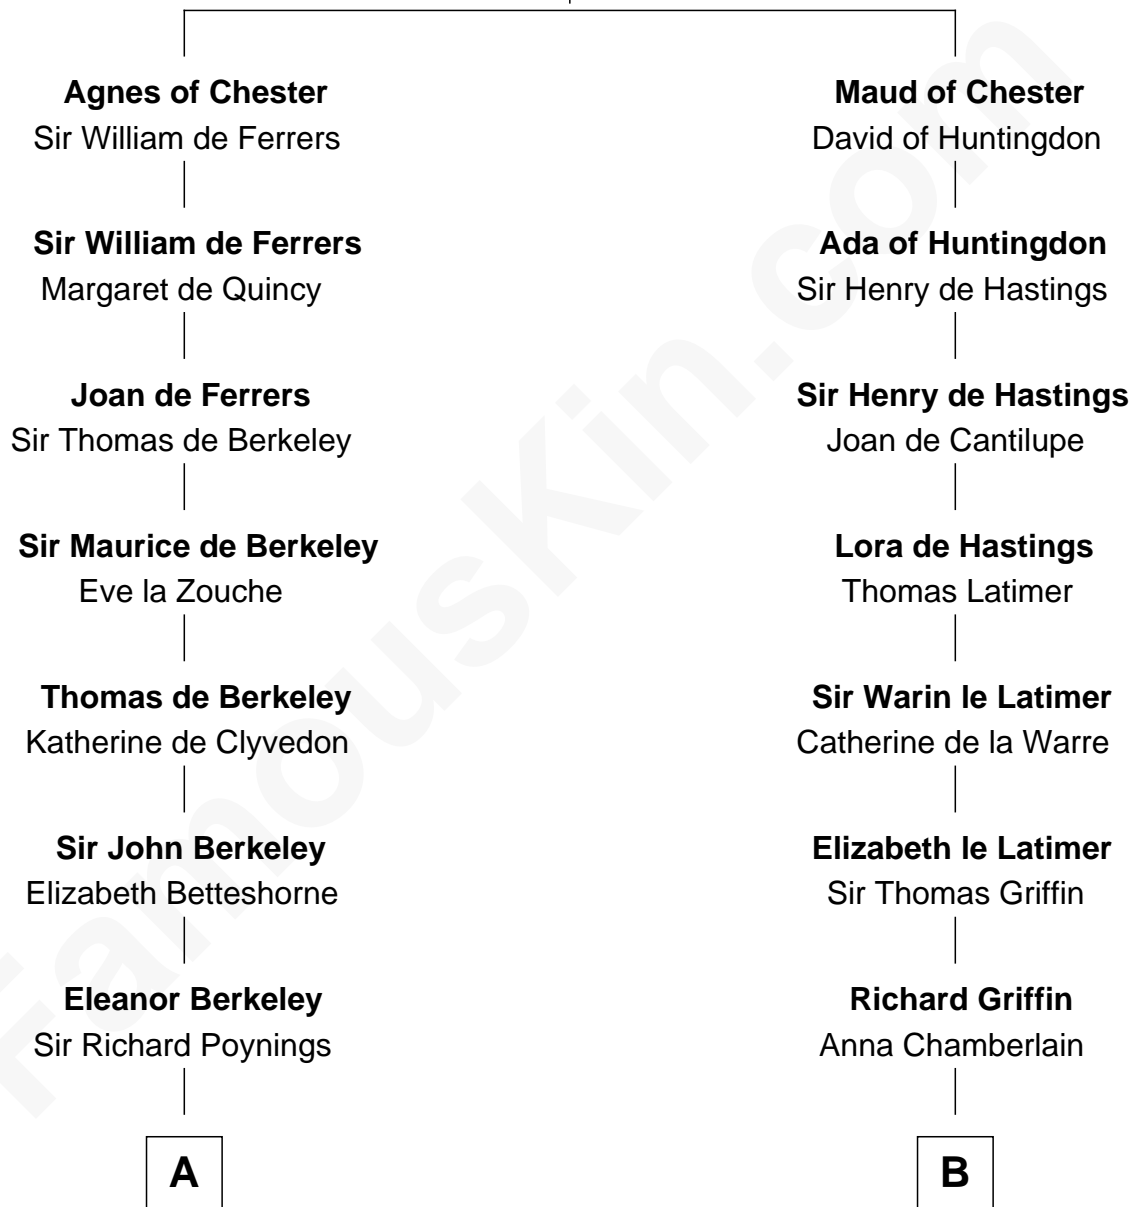 Agnes of Chester
Sir William de Ferrers
Sir William de Ferrers
Margaret de Quincy
Joan de Ferrers
Sir Thomas de Berkeley
Sir Maurice de Berkeley
Eve la Zouche
Thomas de Berkeley
Katherine de Clyvedon
Sir John Berkeley
Elizabeth Betteshorne
Eleanor Berkeley
Sir Richard Poynings
A
Maud of Chester
David of Huntingdon
Ada of Huntingdon
Sir Henry de Hastings
Sir Henry de Hastings
Joan de Cantilupe
Lora de Hastings
Thomas Latimer
Sir Warin le Latimer
Catherine de la Warre
Elizabeth le Latimer
Sir Thomas Griffin
Richard Griffin
Anna Chamberlain
B
FamousKin.com